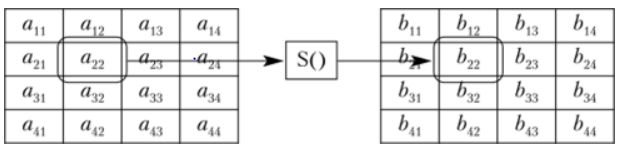 a₁₁ a₁₂ a₁₃ a₁₄ b₁₁ b₁₂ b₁₃ b₁₄
a₂₁ a₂₂ a₂₃ a₂₄ S() b₂₁ b₂₂ b₂₃ b₂₄
a₃₁ a₃₂ a₃₃ a₃₄ b₃₁ b₃₂ b₃₃ b₃₄
a₄₁ a₄₂ a₄₃ a₄₄ b₄₁ b₄₂ b₄₃ b₄₄